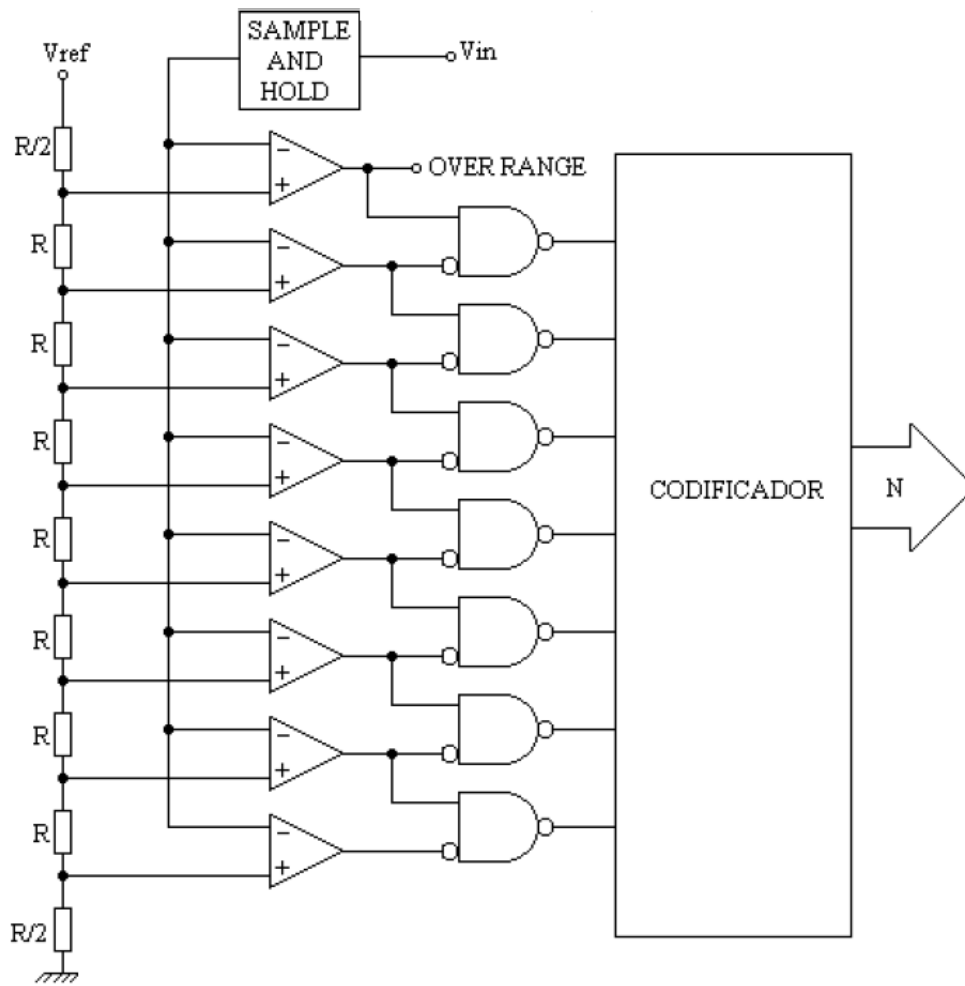 SAMPLE
AND
HOLD
Vref
Vin
R/2
−
+
OVER RANGE
R
−
+
R
−
+
R
−
+
CODIFICADOR
N
R
−
+
R
−
+
R
−
+
R
−
+
R/2